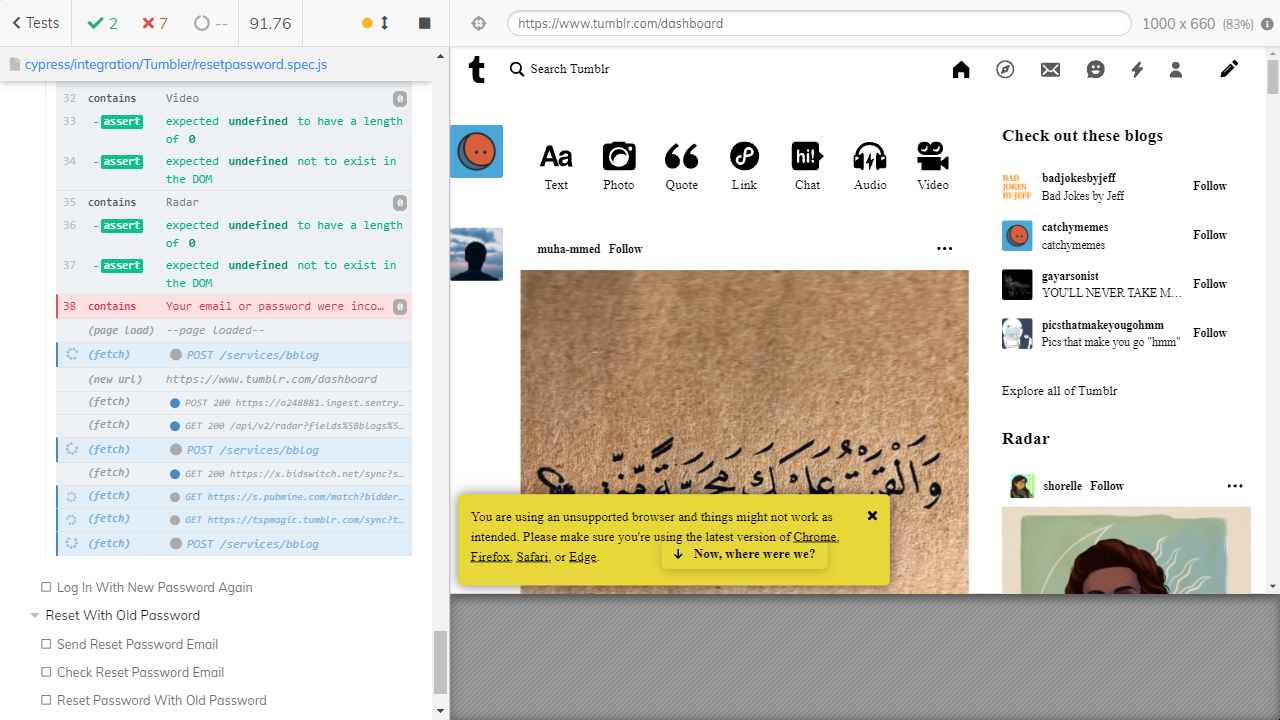 Tests
2
7
--
91.76
https://www.tumblr.com/dashboard
1000 x 660 (83%)
cypress/integration/Tumbler/resetpassword.spec.js
32 contains Video 0
33 - assert expected undefined to have a length
of 0
34 - assert expected undefined not to exist in
the DOM
35 contains Radar 0
36 - assert expected undefined to have a length
of 0
37 - assert expected undefined not to exist in
the DOM
38 contains Your email or password were inco... 0
(page load) --page loaded--
(fetch) POST /services/bblog
(new url) https://www.tumblr.com/dashboard
(fetch) POST 200 https://o248881.ingest.sentry...
(fetch) GET 200 /api/v2/radar?fields%5Bblogs%5...
(fetch) POST /services/bblog
(fetch) GET 200 https://x.bidswitch.net/sync?s...
(fetch) GET https://s.pubmine.com/match?bidder...
(fetch) GET https://tspmagic.tumblr.com/sync?t...
(fetch) POST /services/bblog
Log In With New Password Again
Reset With Old Password
Send Reset Password Email
Check Reset Password Email
Reset Password With Old Password
t
Search Tumblr
Aa
hi!
Text
Photo
Quote
Link
Chat
Audio
Video
muha-mmed Follow
You are using an unsupported browser and things might not work as
intended. Please make sure you're using the latest version of Chrome,
Firefox, Safari, or Edge.
Now, where were we?
Check out these blogs
BAD
JOKES
BY JEFF
badjokesbyjeff
Bad Jokes by Jeff
Follow
catchymemes
catchymemes
Follow
gayarsonist
YOU'LL NEVER TAKE M...
Follow
picsthatmakeyougohmm
Pics that make you go "hmm"
Follow
Explore all of Tumblr
Radar
shorelle Follow